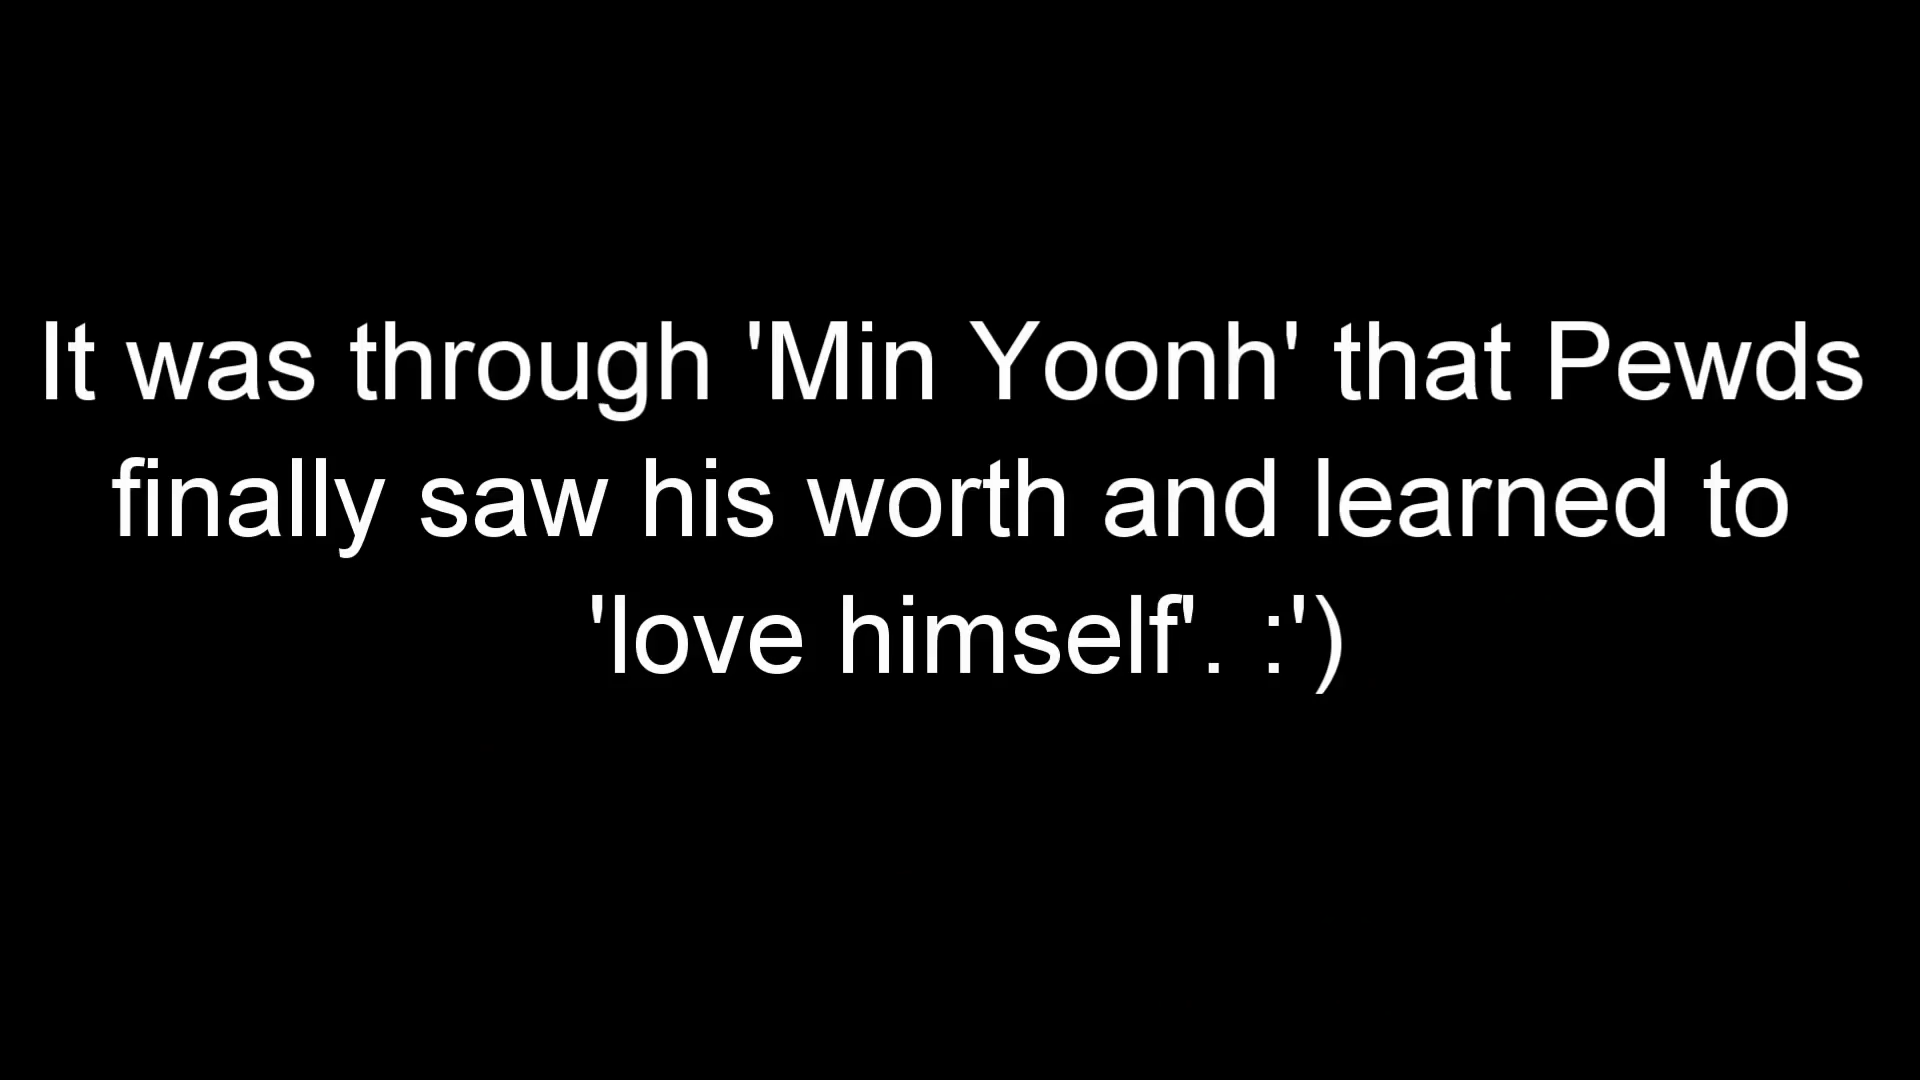 It was through 'Min Yoonh' that Pewds
finally saw his worth and learned to
'love himself'. :')